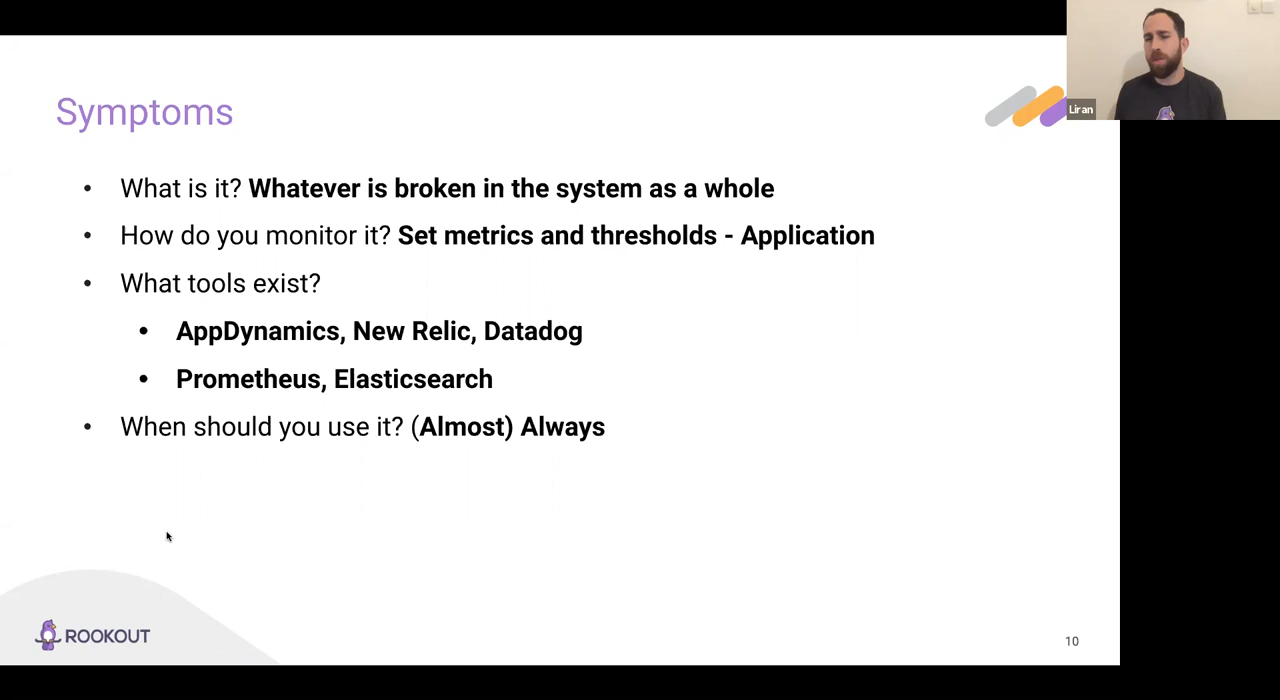 Liran
Symptoms
• What is it? Whatever is broken in the system as a whole
• How do you monitor it? Set metrics and thresholds - Application
• What tools exist?
• AppDynamics, New Relic, Datadog
• Prometheus, Elasticsearch
• When should you use it? (Almost) Always
ROOKOUT
10